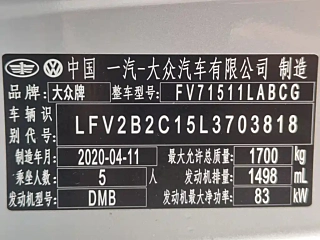 中国 一汽-大众汽车有限公司 制造
品牌: 大众牌 整车型号: FV71511LABCG
车辆识别代号: LFV2B2C15L3703818
制造年月: 2020-04-11 最大允许总质量: 1700 kg
乘坐人数: 5 人 发动机排量: 1498 mL
发动机型号: DMB 发动机最大净功率: 83 kW